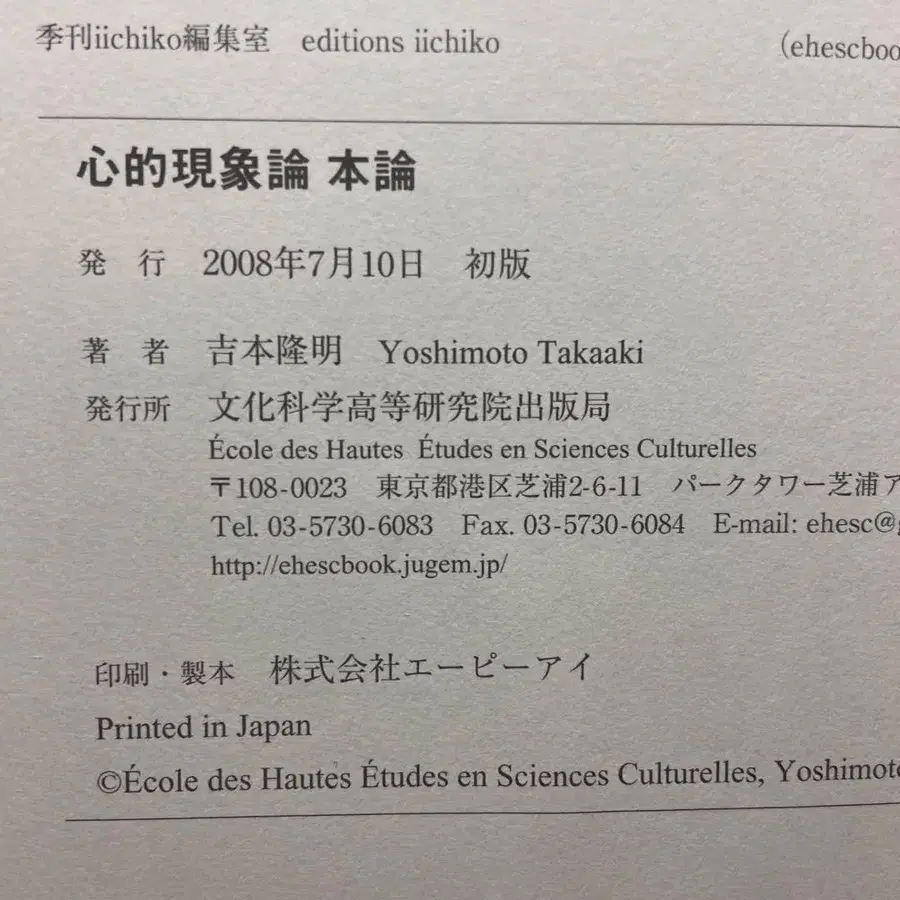 季刊iichiko編集室　editions iichiko　(ehescboo
心的現象論 本論
発　行　2008年7月10日　初版
著　者　吉本隆明　Yoshimoto Takaaki
発行所　文化科学高等研究院出版局
École des Hautes Études en Sciences Culturelles
〒108-0023　東京都港区芝浦2-6-11　パークタワー芝浦ア
Tel. 03-5730-6083　Fax. 03-5730-6084　E-mail: ehesc@g
http://ehescbook.jugem.jp/
印刷・製本　株式会社エーピーアイ
Printed in Japan
©École des Hautes Études en Sciences Culturelles, Yoshimoto